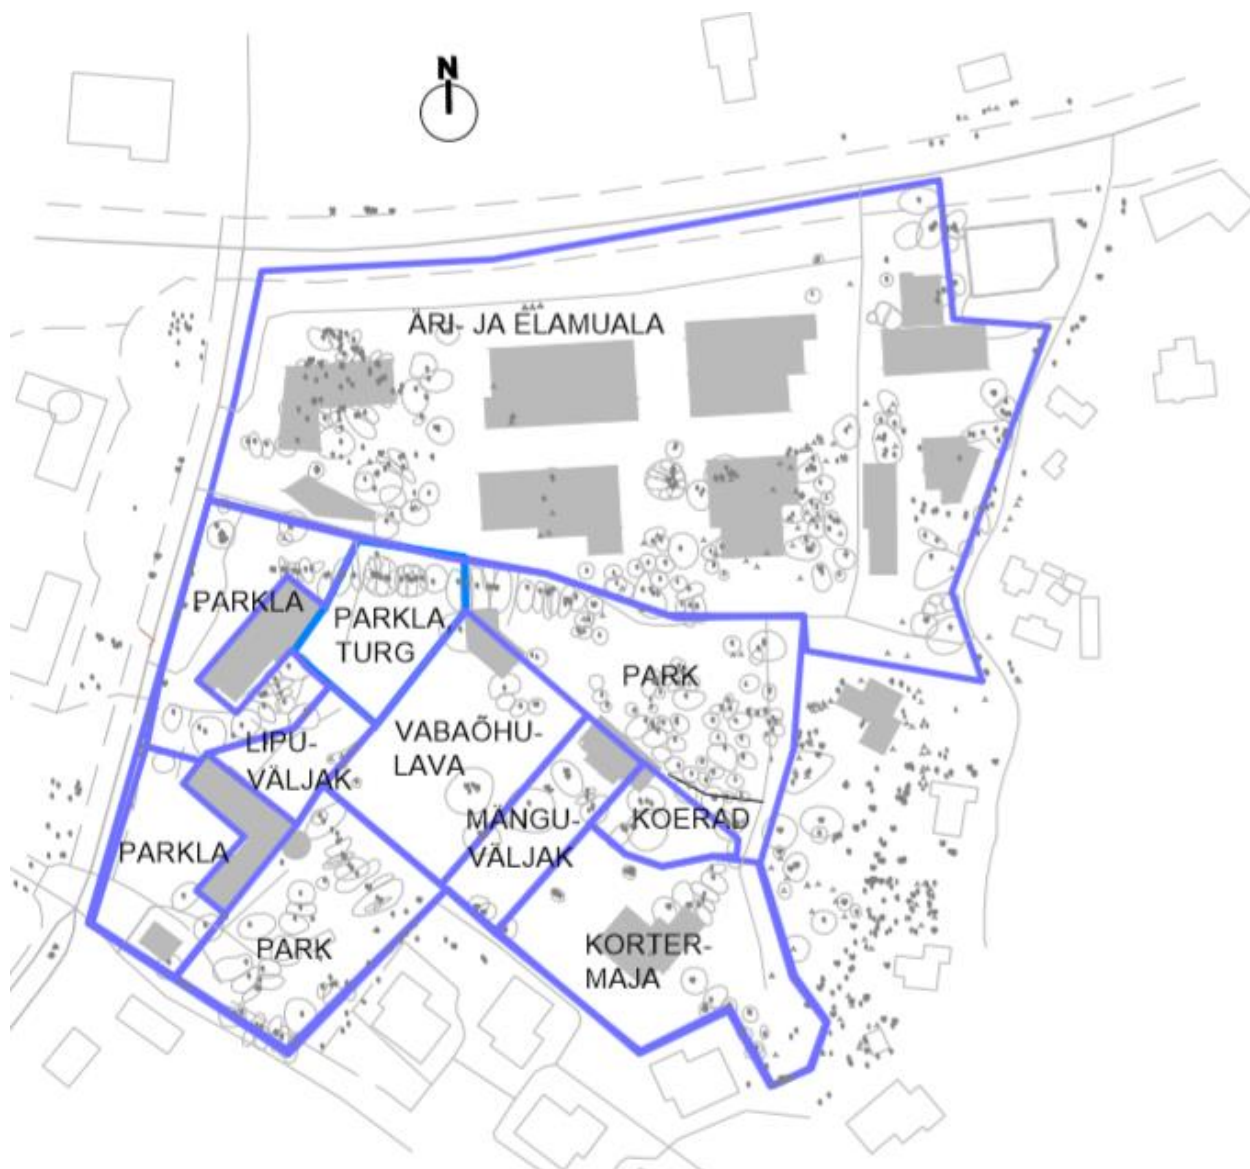 N
ÄRI- JA ELAMUALA
PARKLA
PARKLA,
TURG
PARK
LIPU-
VÄLJAK
VABAÕHU-
LAVA
MÄNGU-
VÄLJAK
KOERAD
PARKLA
PARK
KORTER-
MAJA